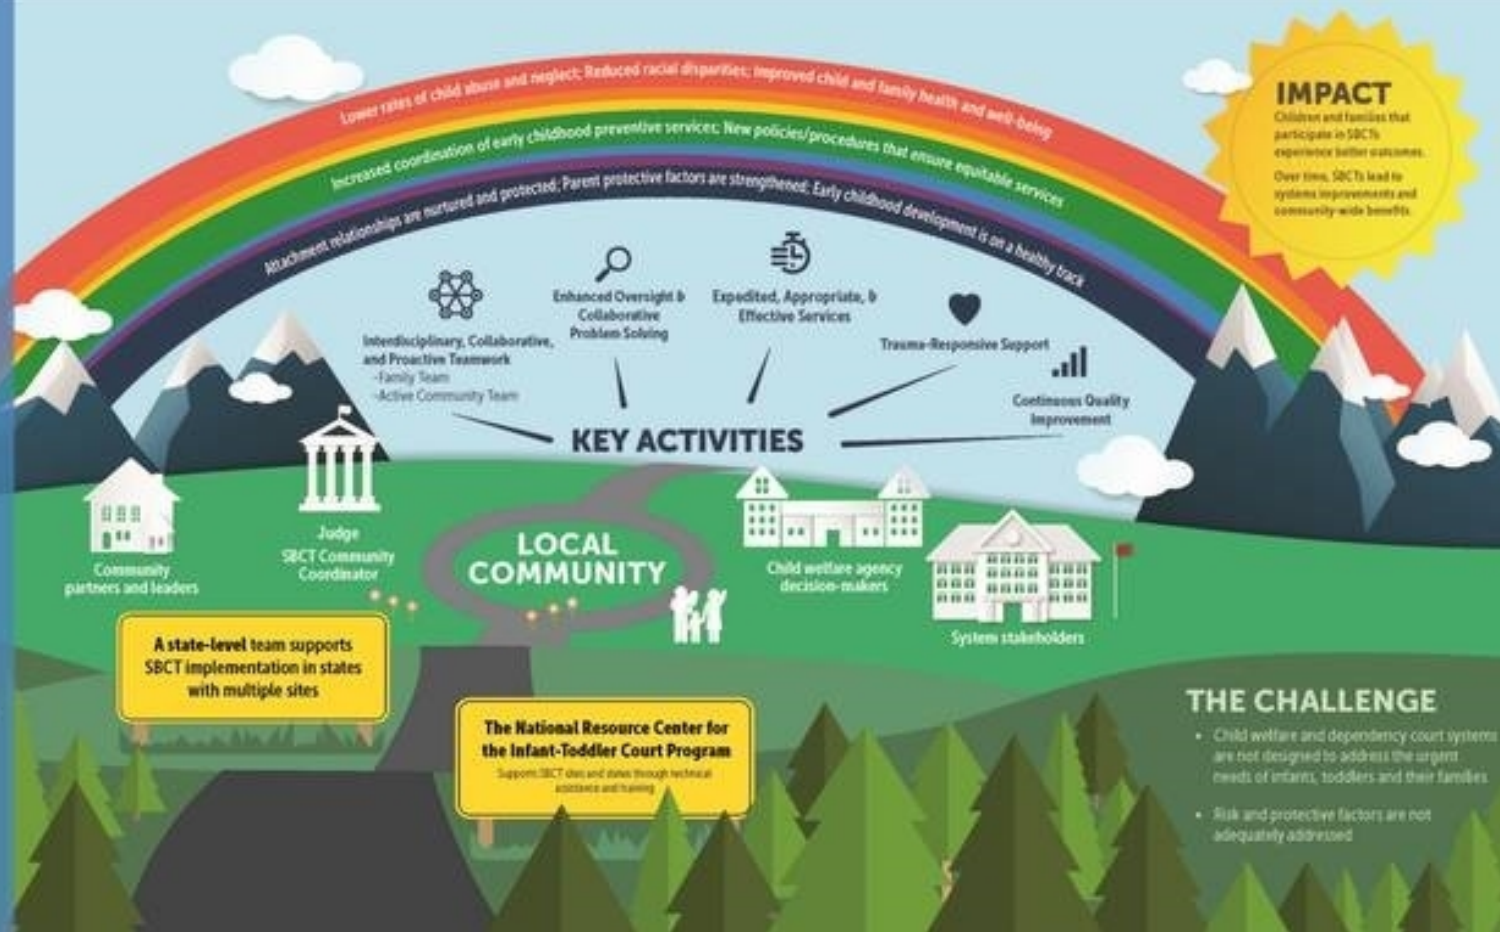 Lower rates of child abuse and neglect; Reduced racial disparities; Improved child and family health and well-being
Increased coordination of early childhood preventive services; New policies/procedures that ensure equitable services
Attachment relationships are nurtured and protected; Parent protective factors are strengthened; Early childhood development is on a healthy track
IMPACT
Children and families that
participate in SBCTs
experience better outcomes.
Over time, SBCTs lead to
systems improvements and
community-wide benefits.
Interdisciplinary, Collaborative,
and Proactive Teamwork
-Family Team
-Active Community Team
Enhanced Oversight &
Collaborative
Problem Solving
Expedited, Appropriate, &
Effective Services
Trauma-Responsive Support
Continuous Quality
Improvement
KEY ACTIVITIES
Community
partners and leaders
Judge
SBCT Community
Coordinator
LOCAL
COMMUNITY
Child welfare agency
decision-makers
System stakeholders
A state-level team supports
SBCT implementation in states
with multiple sites
The National Resource Center for
the Infant-Toddler Court Program
Supports SBCT sites and states through technical
assistance and training
THE CHALLENGE
• Child welfare and dependency court systems
are not designed to address the urgent
needs of infants, toddlers and their families
• Risk and protective factors are not
adequately addressed